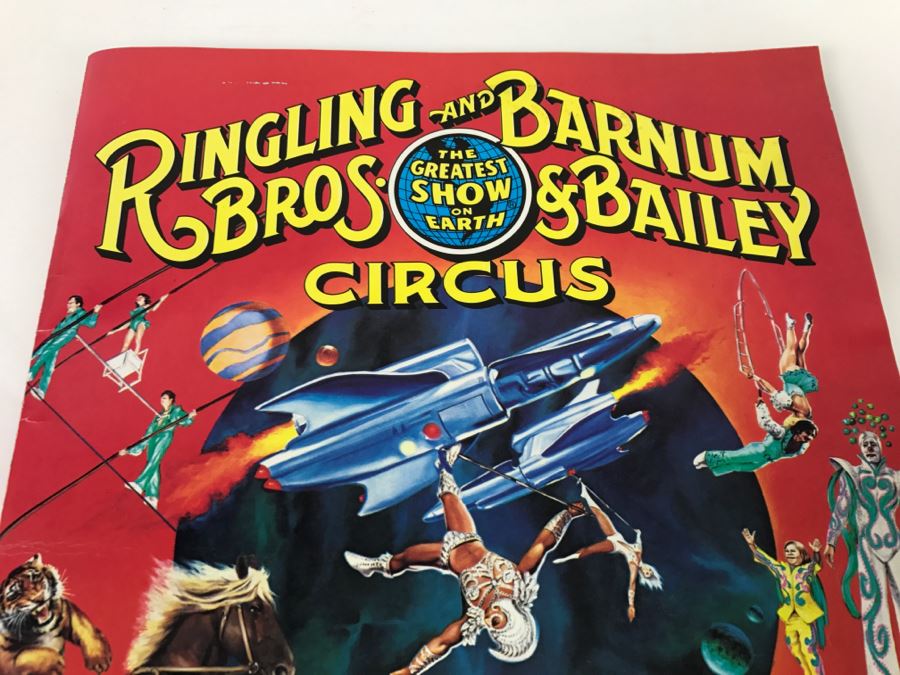 RINGLING AND BARNUM
BROS. & BAILEY
THE
GREATEST
SHOW
ON
EARTH
®
CIRCUS